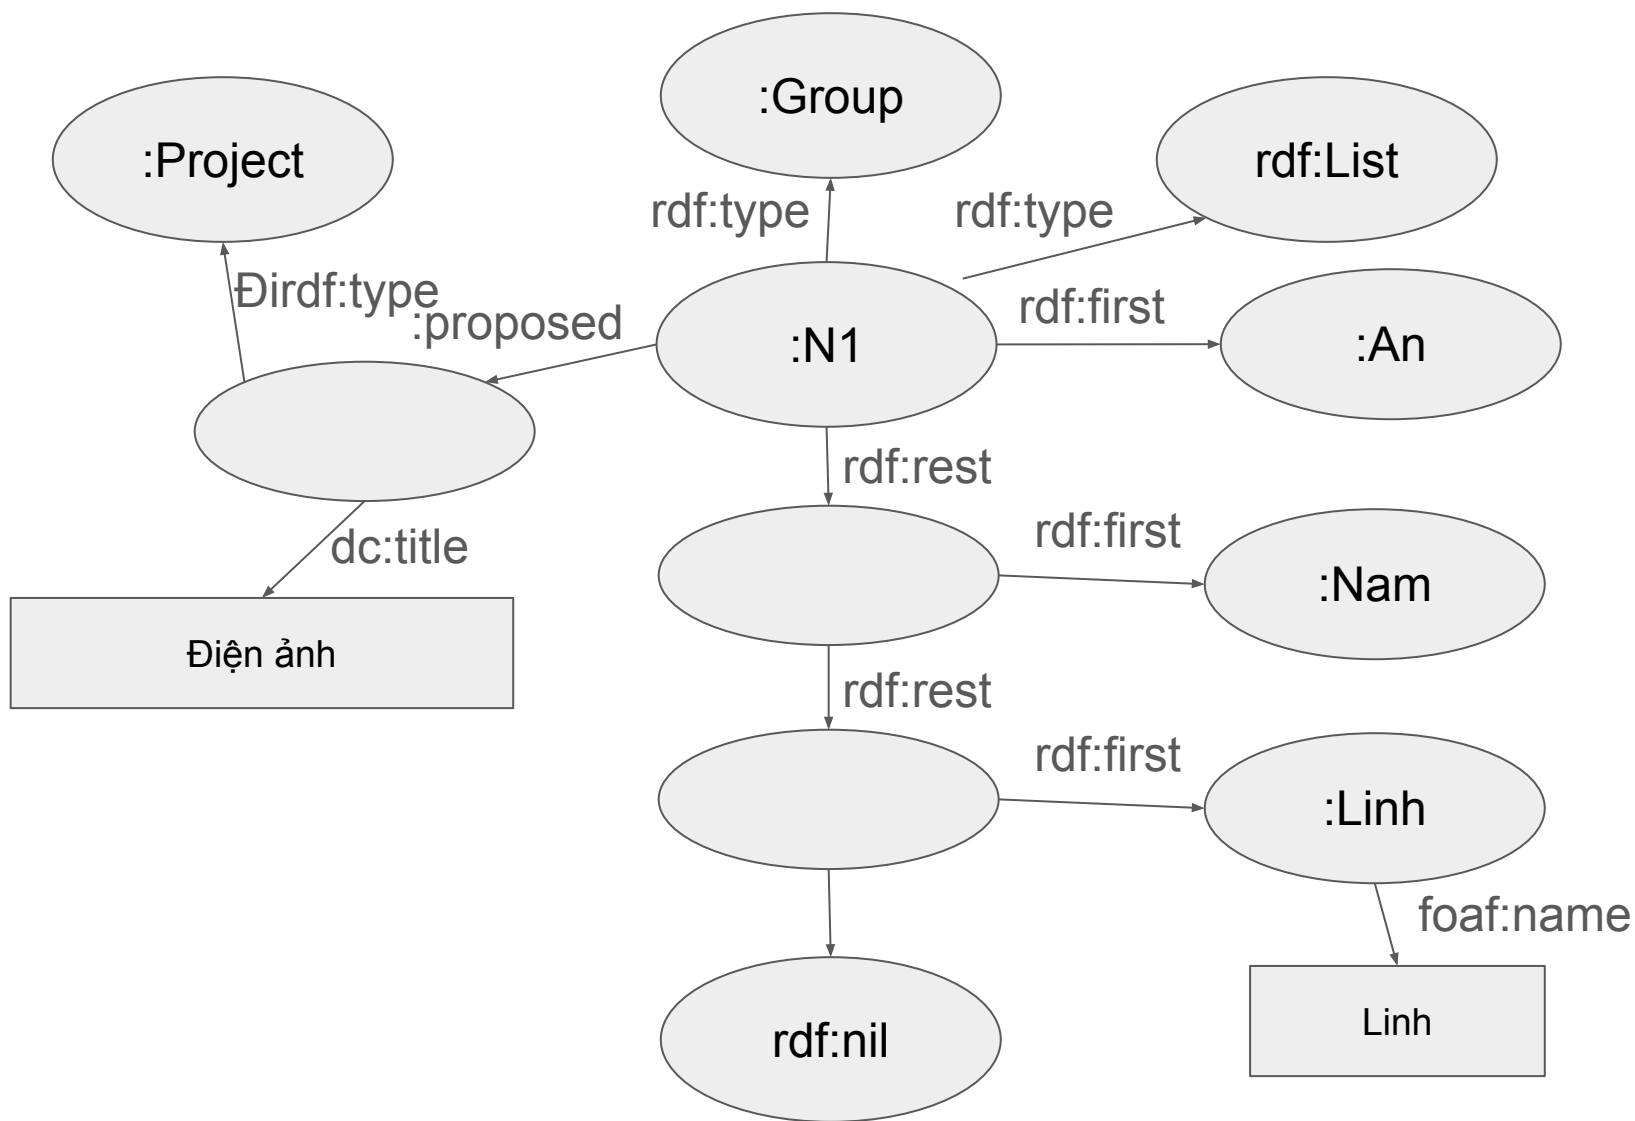 :Group
:Project
rdf:List
rdf:type
rdf:type
Đirdf:type
:proposed
rdf:first
:N1
:An
rdf:rest
rdf:first
dc:title
:Nam
Điện ảnh
rdf:rest
rdf:first
:Linh
foaf:name
Linh
rdf:nil